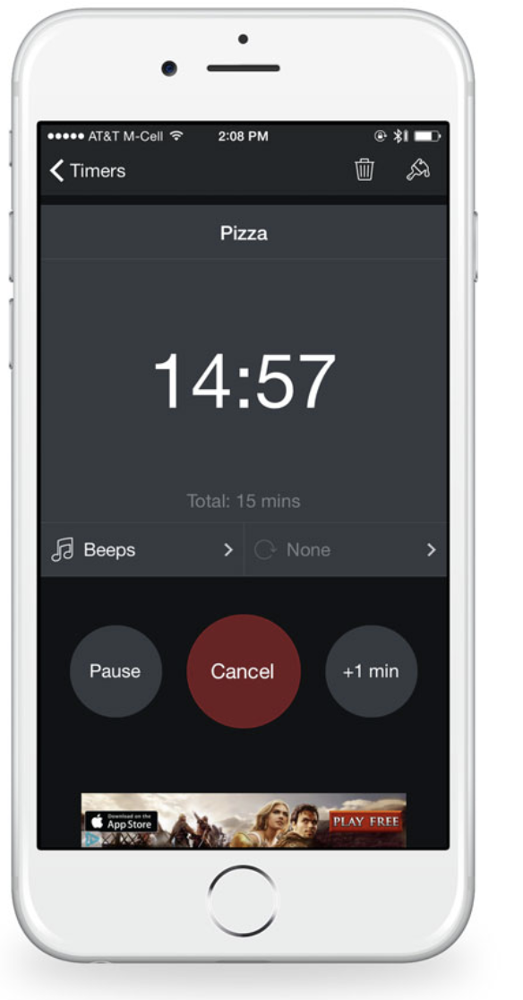 AT&T M-Cell 2:08 PM
Timers
Pizza
14:57
Total: 15 mins
Beeps None
Pause Cancel +1 min
Download on the
App Store
PLAY FREE